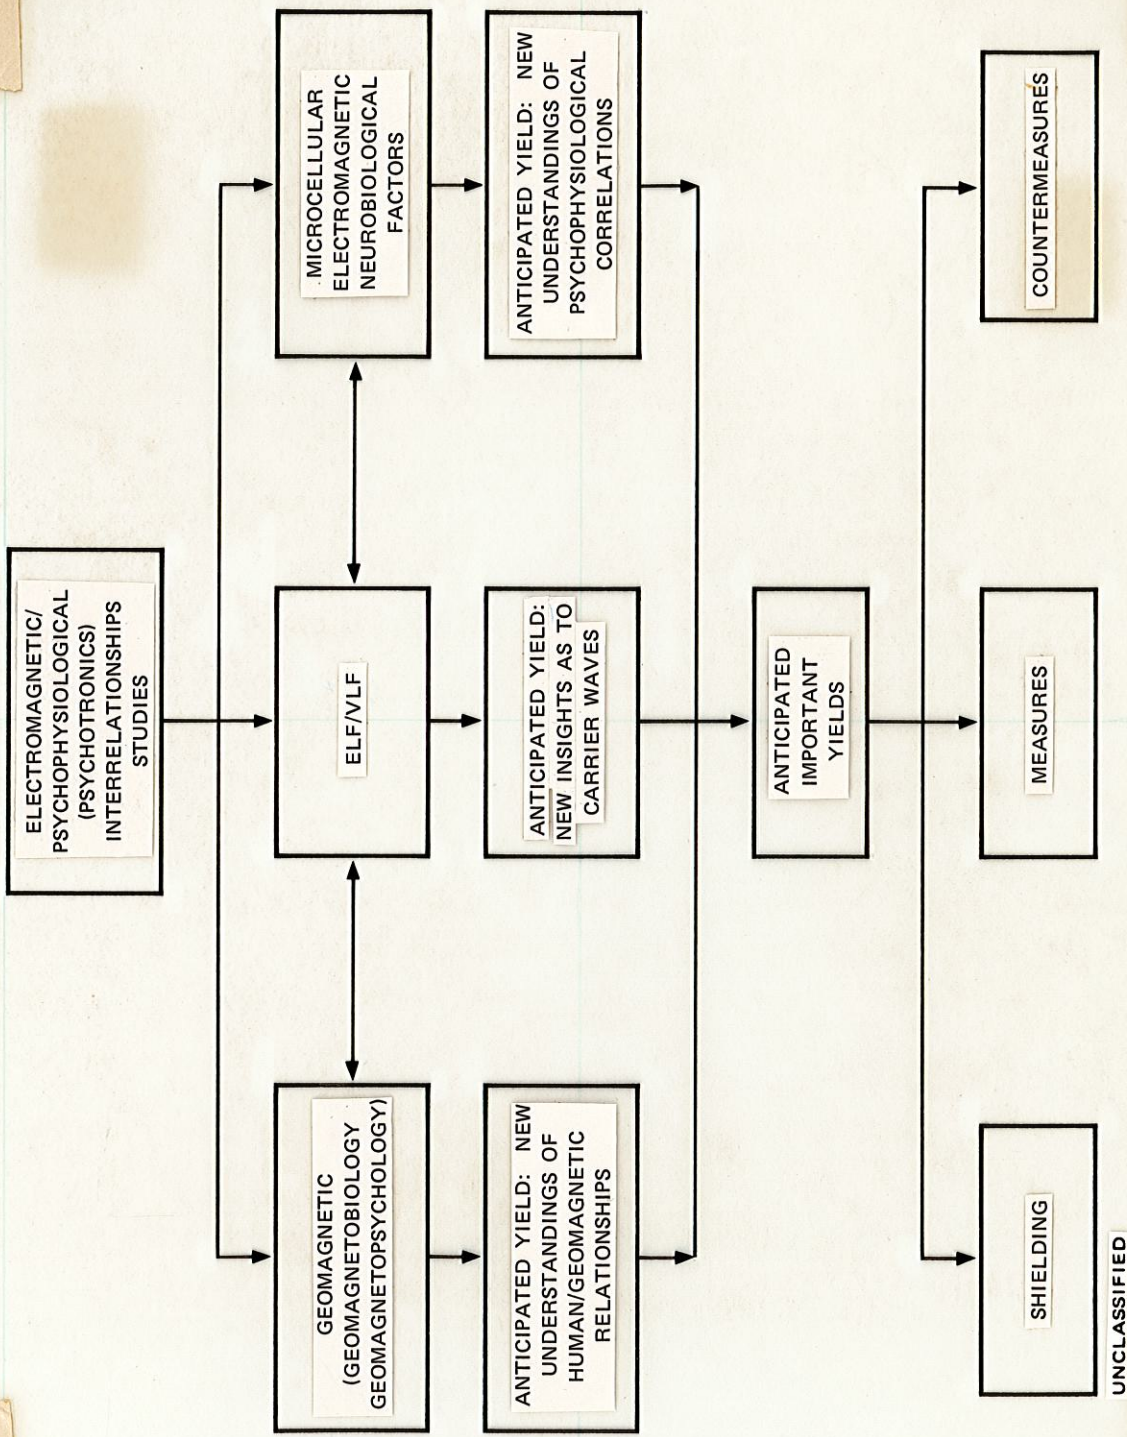 ELECTROMAGNETIC/
PSYCHOPHYSIOLOGICAL
(PSYCHOTRONICS)
INTERRELATIONSHIPS
STUDIES
GEOMAGNETIC
(GEOMAGNETOBIOLOGY
GEOMAGNETOPSYCHOLOGY)
ELF/VLF
MICROCELLULAR
ELECTROMAGNETIC
NEUROBIOLOGICAL
FACTORS
ANTICIPATED YIELD: NEW
UNDERSTANDINGS OF
HUMAN/GEOMAGNETIC
RELATIONSHIPS
ANTICIPATED YIELD:
NEW INSIGHTS AS TO
CARRIER WAVES
ANTICIPATED YIELD: NEW
UNDERSTANDINGS OF
PSYCHOPHYSIOLOGICAL
CORRELATIONS
ANTICIPATED
IMPORTANT
YIELDS
SHIELDING
MEASURES
COUNTERMEASURES
UNCLASSIFIED